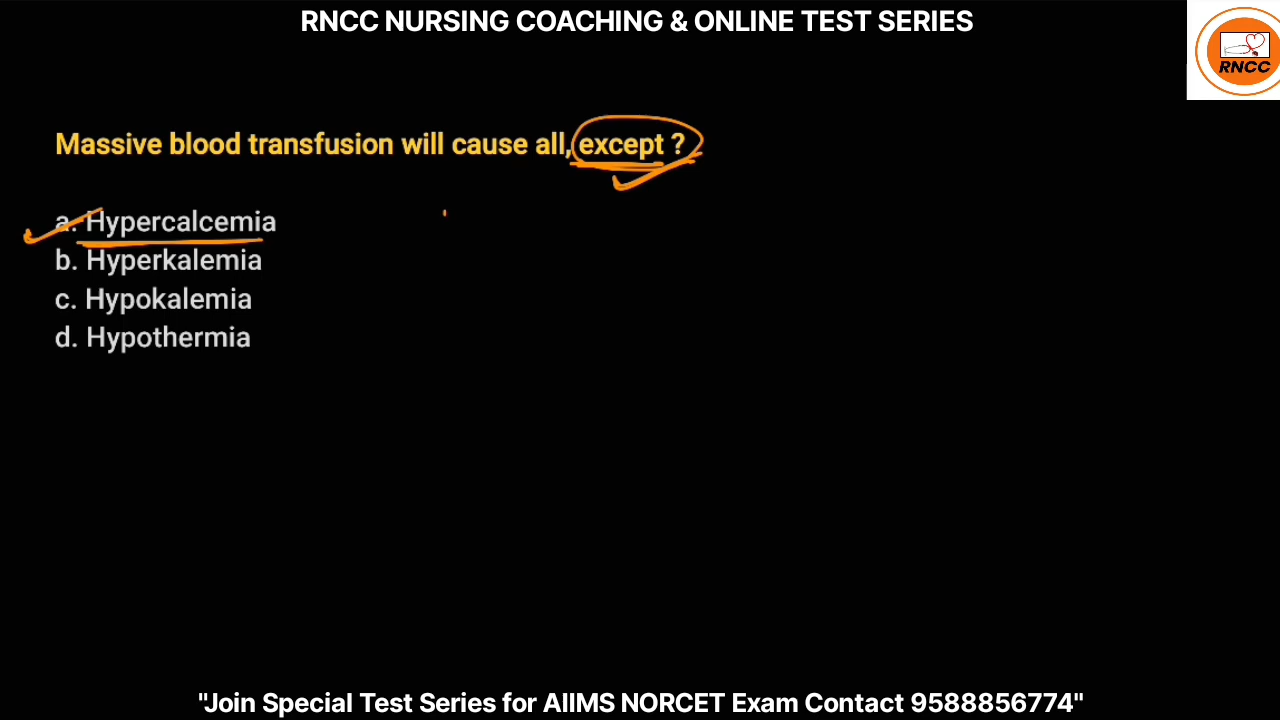 RNCC NURSING COACHING & ONLINE TEST SERIES
RNCC
Massive blood transfusion will cause all, except ?
a. Hypercalcemia
b. Hyperkalemia
c. Hypokalemia
d. Hypothermia
"Join Special Test Series for AIIMS NORCET Exam Contact 9588856774"